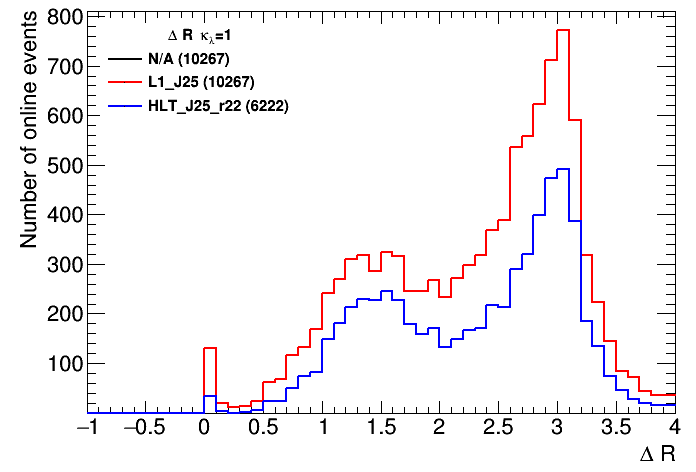 Δ R κλ=1
N/A (10267)
L1_J25 (10267)
HLT_J25_r22 (6222)
Number of online events
800
700
600
500
400
300
200
100
−1 −0.5 0 0.5 1 1.5 2 2.5 3 3.5 4
Δ R